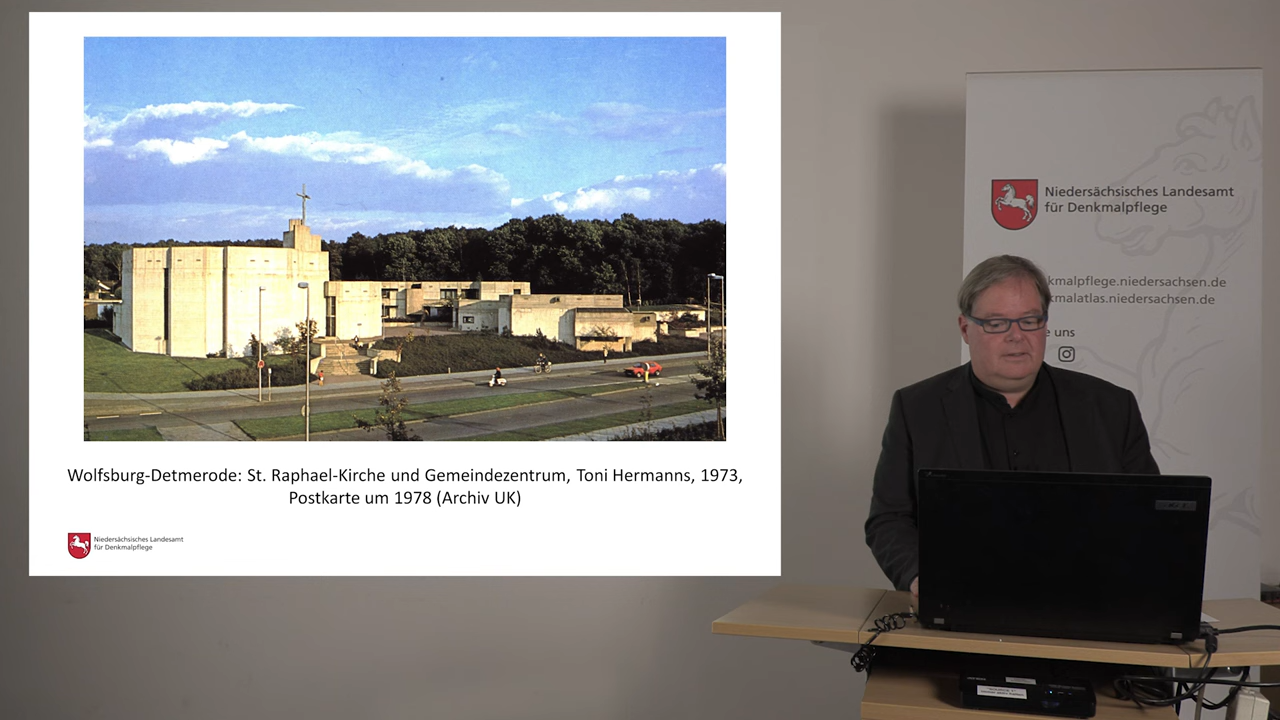 Wolfsburg-Detmerode: St. Raphael-Kirche und Gemeindezentrum, Toni Hermanns, 1973,
Postkarte um 1978 (Archiv UK)
Niedersächsisches Landesamt
für Denkmalpflege
Niedersächsisches Landesamt
für Denkmalpflege
kmalpflege.niedersachsen.de
kmalatlas.niedersachsen.de
uns